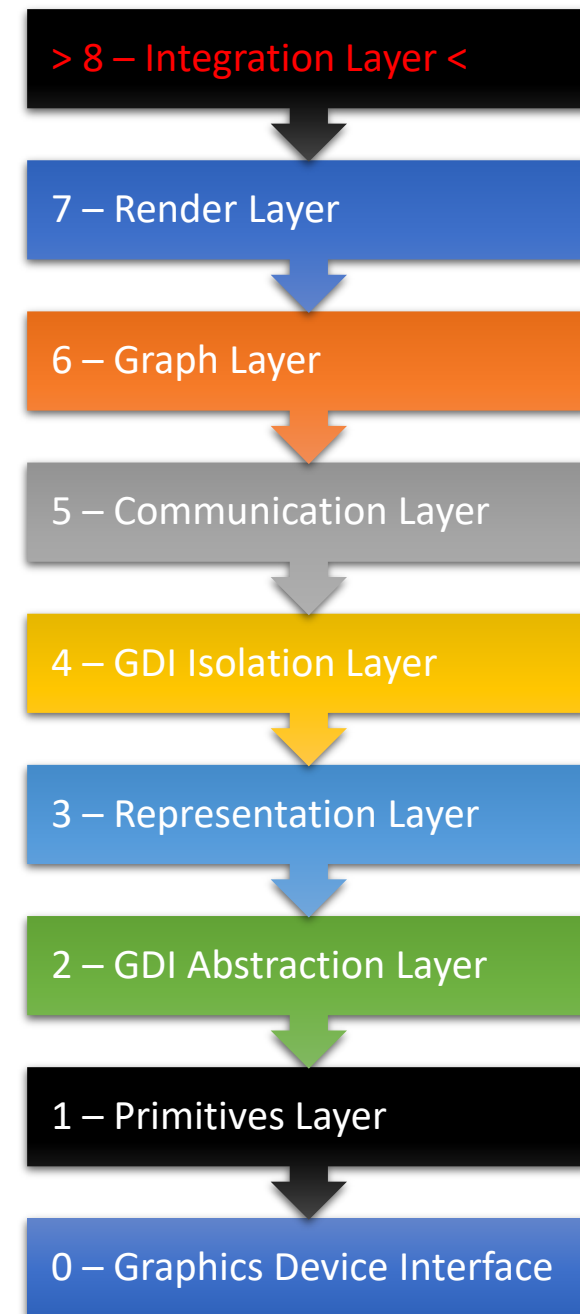 > 8 – Integration Layer <
7 – Render Layer
6 – Graph Layer
5 – Communication Layer
4 – GDI Isolation Layer
3 – Representation Layer
2 – GDI Abstraction Layer
1 – Primitives Layer
0 – Graphics Device Interface